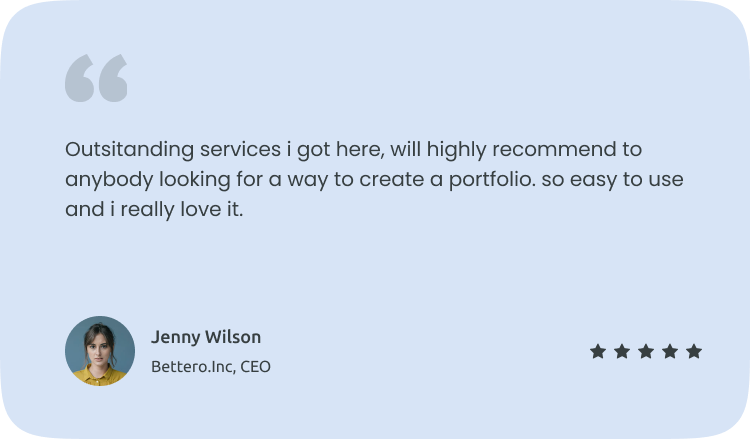 Outsitanding services i got here, will highly recommend to
anybody looking for a way to create a portfolio. so easy to use
and i really love it.
Jenny Wilson
Bettero.Inc, CEO